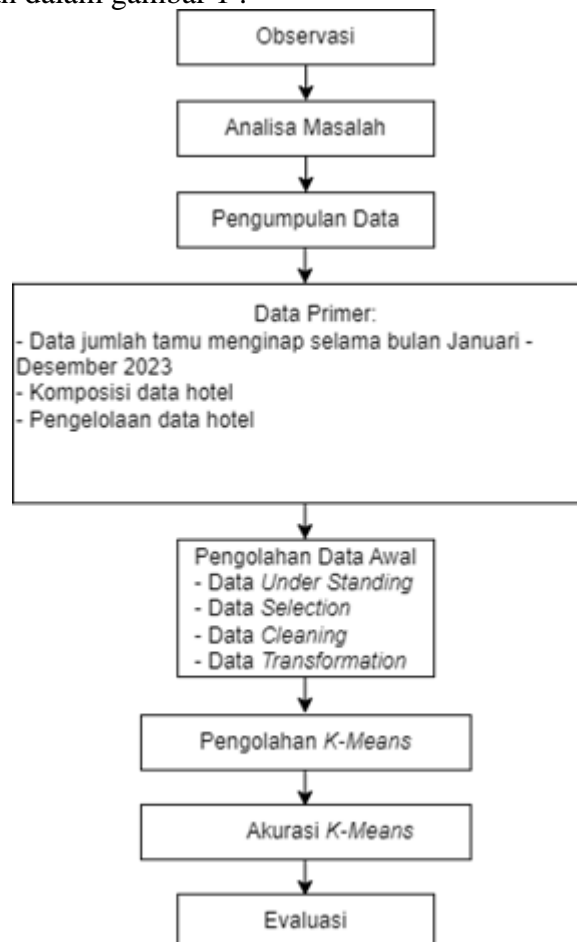 dalam gambar 1 .
Observasi
Analisa Masalah
Pengumpulan Data
Data Primer:
- Data jumlah tamu menginap selama bulan Januari -
Desember 2023
- Komposisi data hotel
- Pengelolaan data hotel
Pengolahan Data Awal
- Data Under Standing
- Data Selection
- Data Cleaning
- Data Transformation
Pengolahan K-Means
Akurasi K-Means
Evaluasi